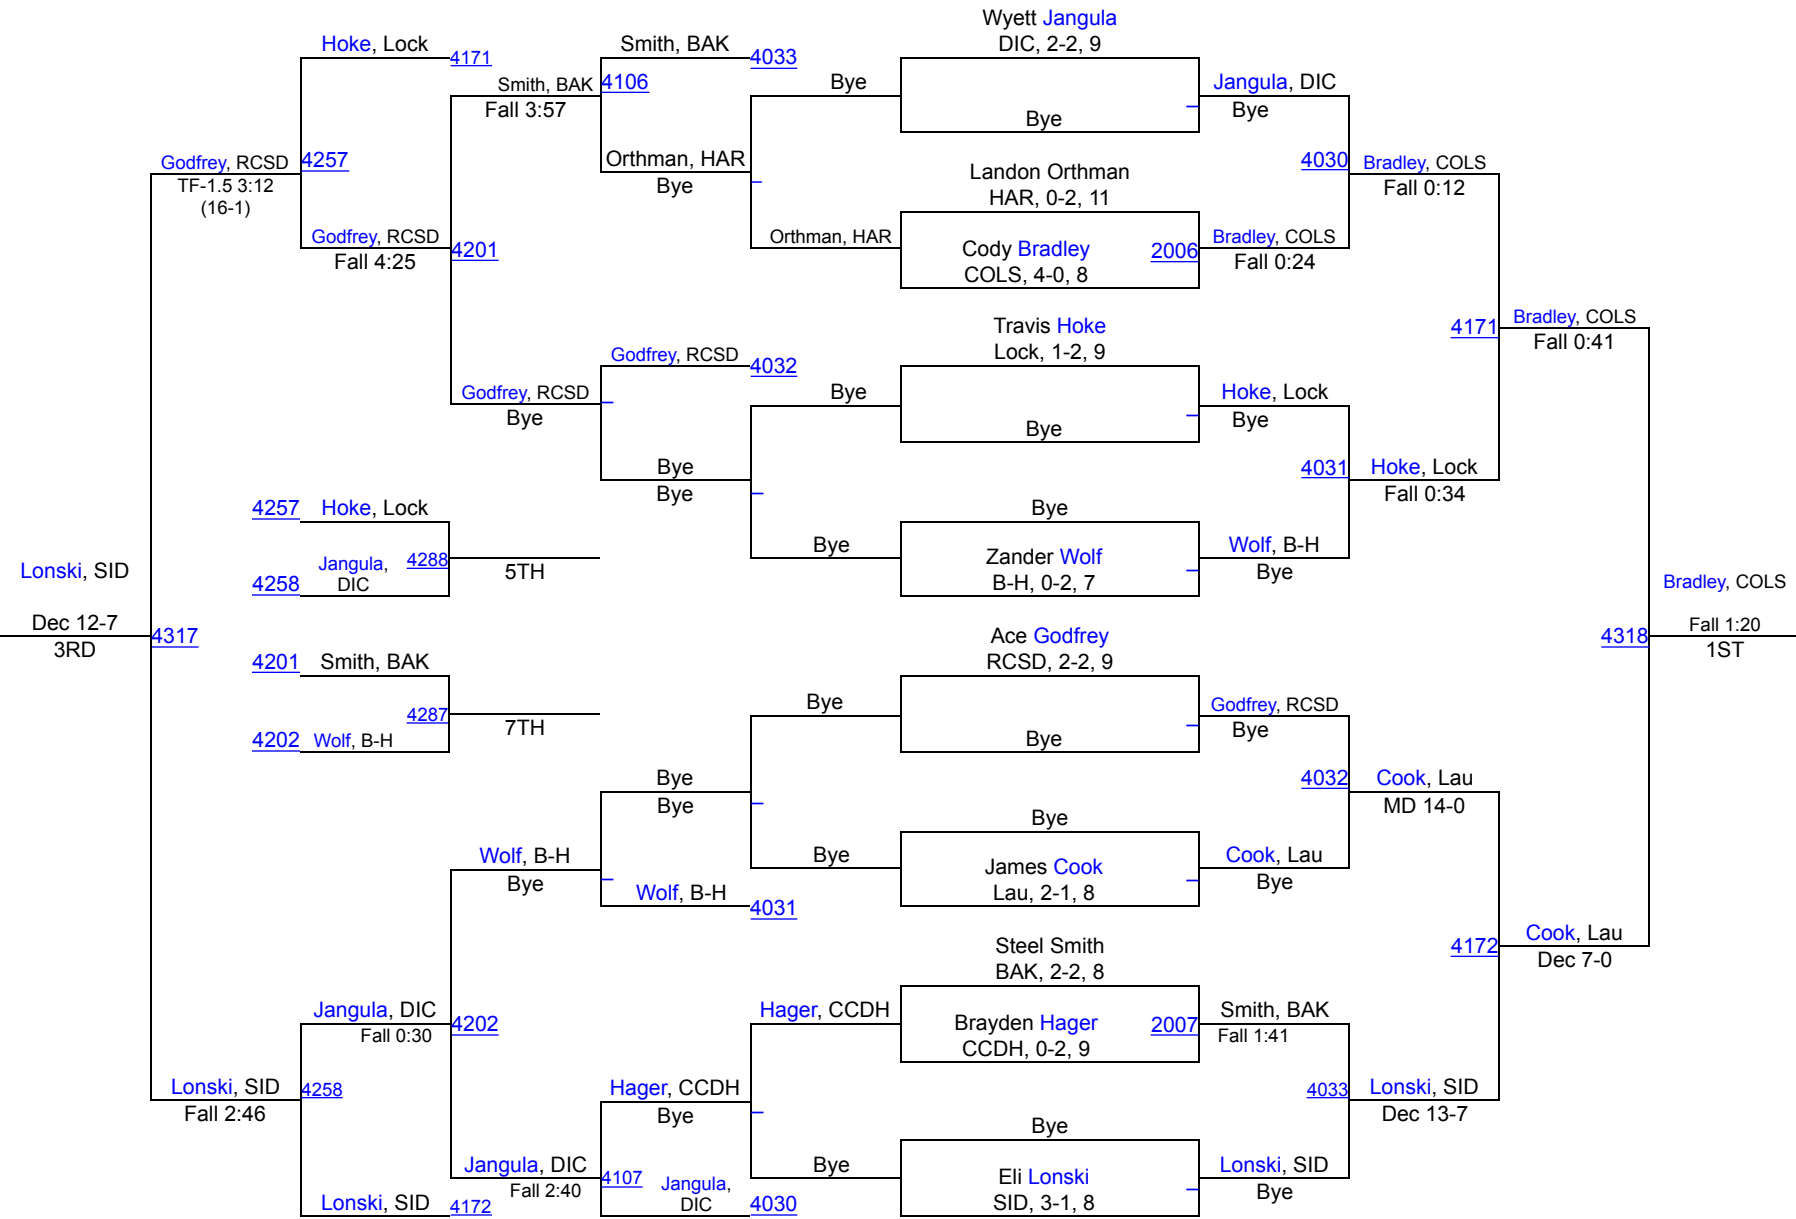 Wyett Jangula
DIC, 2-2, 9
Hoke, Lock
4171
Smith, BAK
4033
Smith, BAK
4106
Fall 3:57
Bye
Bye
Jangula, DIC
Bye
Godfrey, RCSD
4257
TF-1.5 3:12
(16-1)
Orthman, HAR
Bye
Landon Orthman
HAR, 0-2, 11
4030
Bradley, COLS
Fall 0:12
Godfrey, RCSD
Fall 4:25
4201
Orthman, HAR
Cody Bradley
COLS, 4-0, 8
2006
Bradley, COLS
Fall 0:24
Travis Hoke
Lock, 1-2, 9
4171
Bradley, COLS
Fall 0:41
Godfrey, RCSD
4032
Godfrey, RCSD
Bye
Bye
Bye
Hoke, Lock
Bye
Bye
Bye
4031
Hoke, Lock
Fall 0:34
4257
Hoke, Lock
Bye
Jangula,
DIC
4288
4258
5TH
Bye
Zander Wolf
B-H, 0-2, 7
Wolf, B-H
Bye
Lonski, SID
Dec 12-7
3RD
4317
Bradley, COLS
4318
Fall 1:20
1ST
Ace Godfrey
RCSD, 2-2, 9
4201
Smith, BAK
4287
4202
Wolf, B-H
7TH
Bye
Bye
Godfrey, RCSD
Bye
Bye
Bye
4032
Cook, Lau
MD 14-0
Bye
Wolf, B-H
Bye
Bye
James Cook
Lau, 2-1, 8
Cook, Lau
Bye
Wolf, B-H
4031
Steel Smith
BAK, 2-2, 8
4172
Cook, Lau
Dec 7-0
Jangula, DIC
Fall 0:30
4202
Hager, CCDH
Brayden Hager
CCDH, 0-2, 9
2007
Smith, BAK
Fall 1:41
Lonski, SID
4258
Fall 2:46
Hager, CCDH
Bye
4033
Lonski, SID
Dec 13-7
Bye
Jangula, DIC
Fall 2:40
4107
Jangula,
DIC
4030
Bye
Eli Lonski
SID, 3-1, 8
Lonski, SID
Bye
Lonski, SID
4172